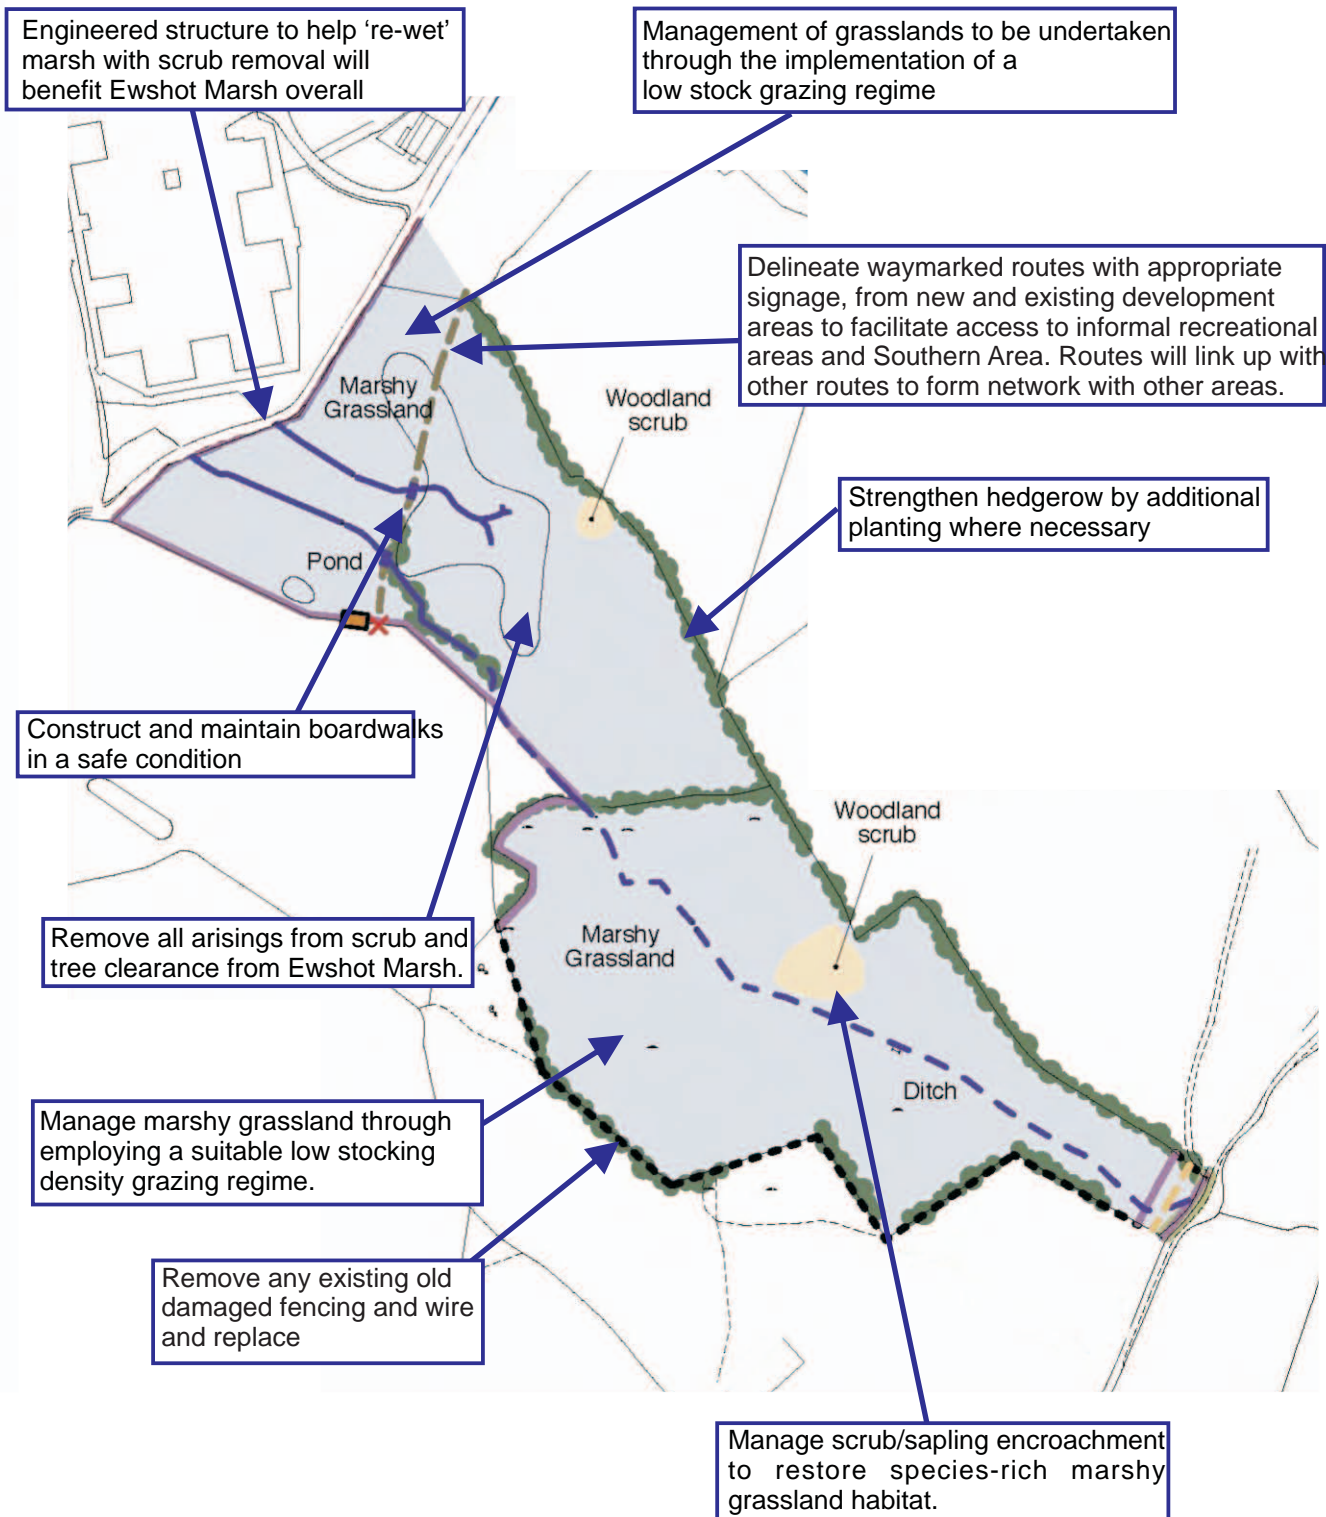 Engineered structure to help ‘re-wet’
marsh with scrub removal will
benefit Ewshot Marsh overall
Management of grasslands to be undertaken
through the implementation of a
low stock grazing regime
Delineate waymarked routes with appropriate
signage, from new and existing development
areas to facilitate access to informal recreational
areas and Southern Area. Routes will link up with
other routes to form network with other areas.
Marshy
Grassland
Woodland
scrub
Strengthen hedgerow by additional
planting where necessary
Pond
Construct and maintain boardwalks
in a safe condition
Woodland
scrub
Remove all arisings from scrub and
tree clearance from Ewshot Marsh.
Marshy
Grassland
Ditch
Manage marshy grassland through
employing a suitable low stocking
density grazing regime.
Remove any existing old
damaged fencing and wire
and replace
Manage scrub/sapling encroachment
to restore species-rich marshy
grassland habitat.